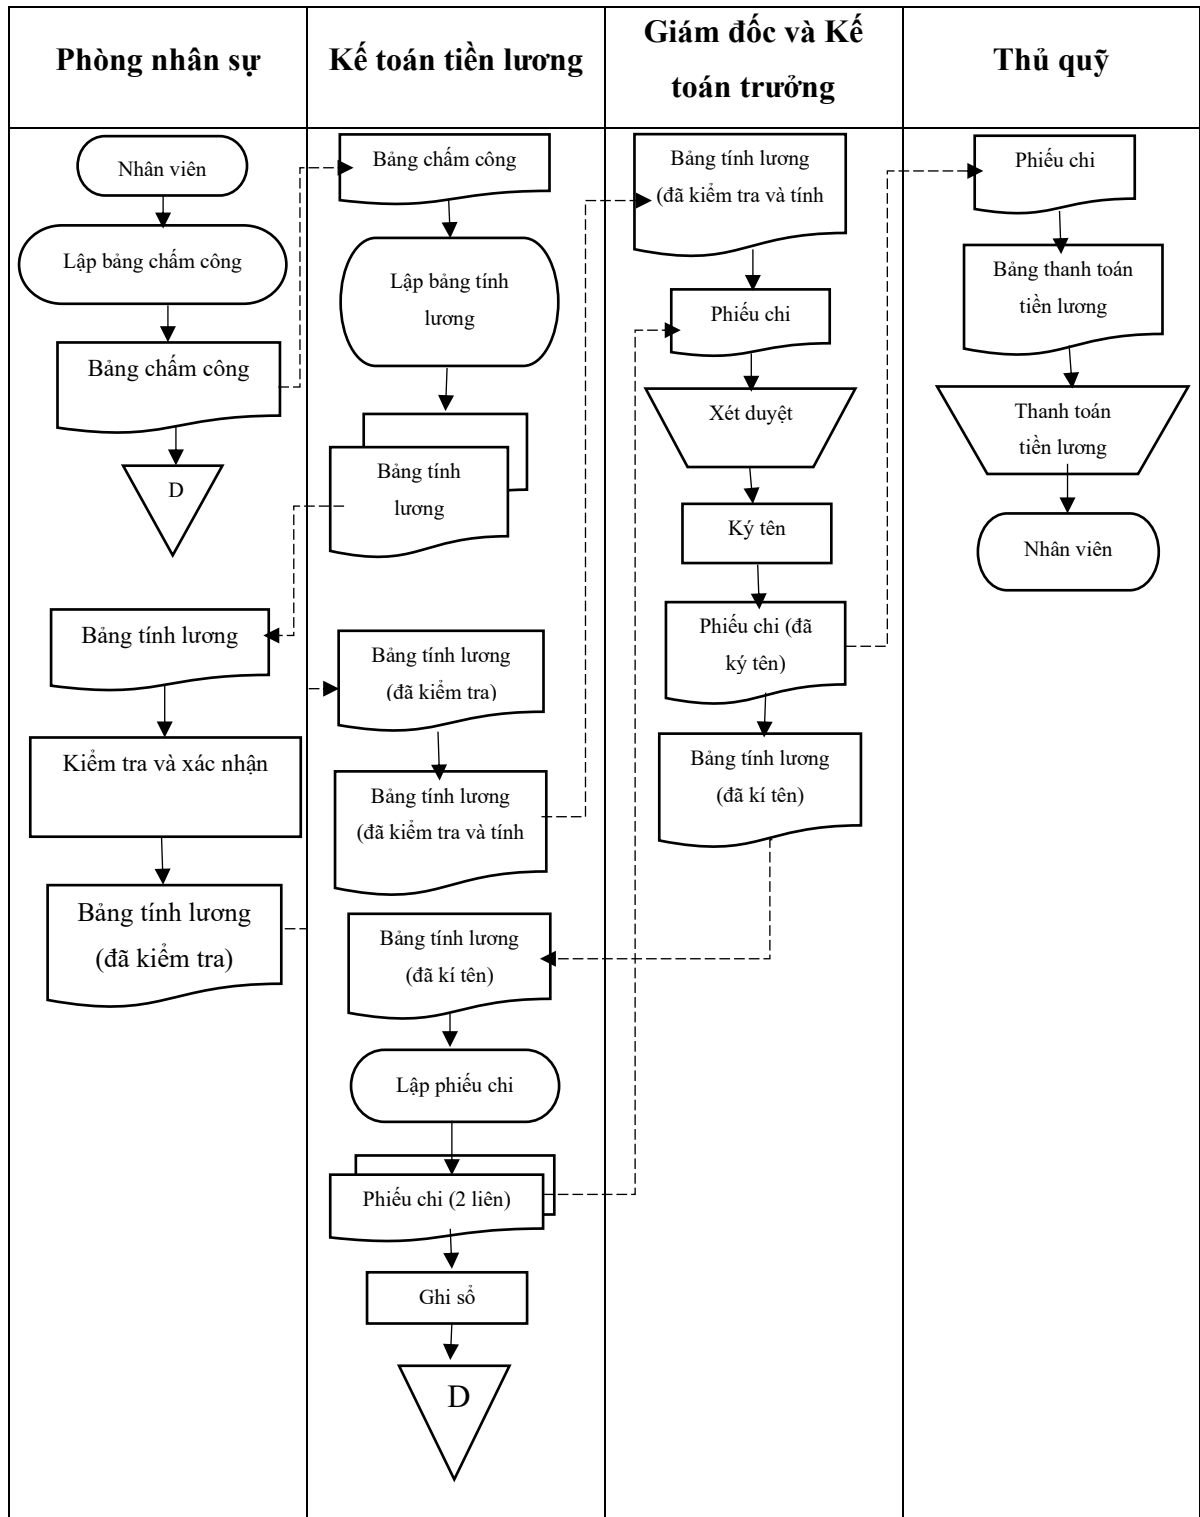 Phòng nhân sự
Kế toán tiền lương
Giám đốc và Kế
toán trưởng
Thủ quỹ
Nhân viên
Lập bảng chấm công
Bảng chấm công
D
Bảng tính lương
Kiểm tra và xác nhận
Bảng tính lương
(đã kiểm tra)
Bảng chấm công
Lập bảng tính
lương
Bảng tính
lương
Bảng tính lương
(đã kiểm tra)
Bảng tính lương
(đã kiểm tra và tính
Bảng tính lương
(đã kí tên)
Lập phiếu chi
Phiếu chi (2 liên)
Ghi sổ
D
Bảng tính lương
(đã kiểm tra và tính
Phiếu chi
Xét duyệt
Ký tên
Phiếu chi (đã
ký tên)
Bảng tính lương
(đã kí tên)
Phiếu chi
Bảng thanh toán
tiền lương
Thanh toán
tiền lương
Nhân viên